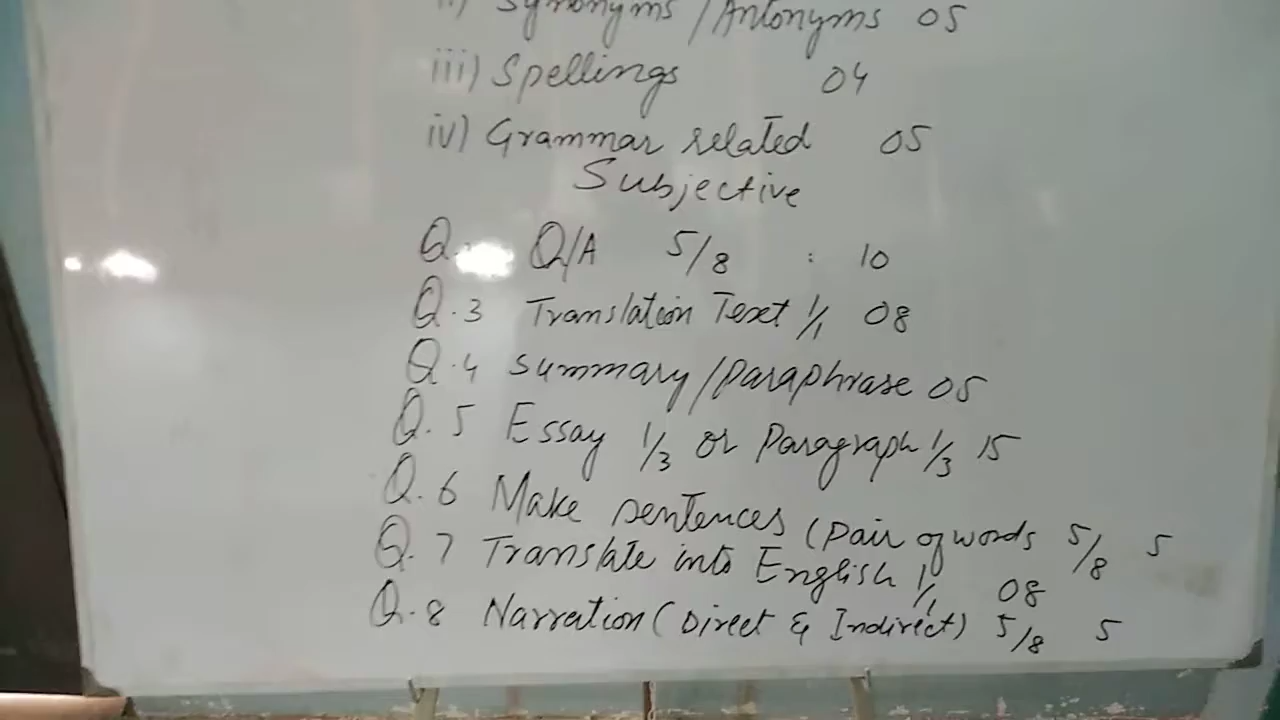 ii) Synonyms/Antonyms 05
iii) Spellings 04
iv) Grammar related 05
Subjective
Q. Q/A 5/8 : 10
Q.3 Translation Text 1/1 08
Q.4 Summary/Paraphrase 05
Q.5 Essay 1/3 or Paragraph 1/3 15
Q.6 Make sentences (Pair of words 5/8 5
Q.7 Translate into English 1/1 08
Q.8 Narration (Direct & Indirect) 5/8 5